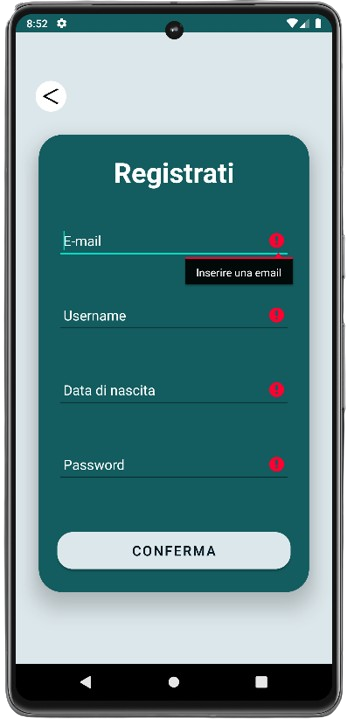 8:52
<
Registrati
E-mail
Inserire una email
Username
Data di nascita
Password
CONFERMA